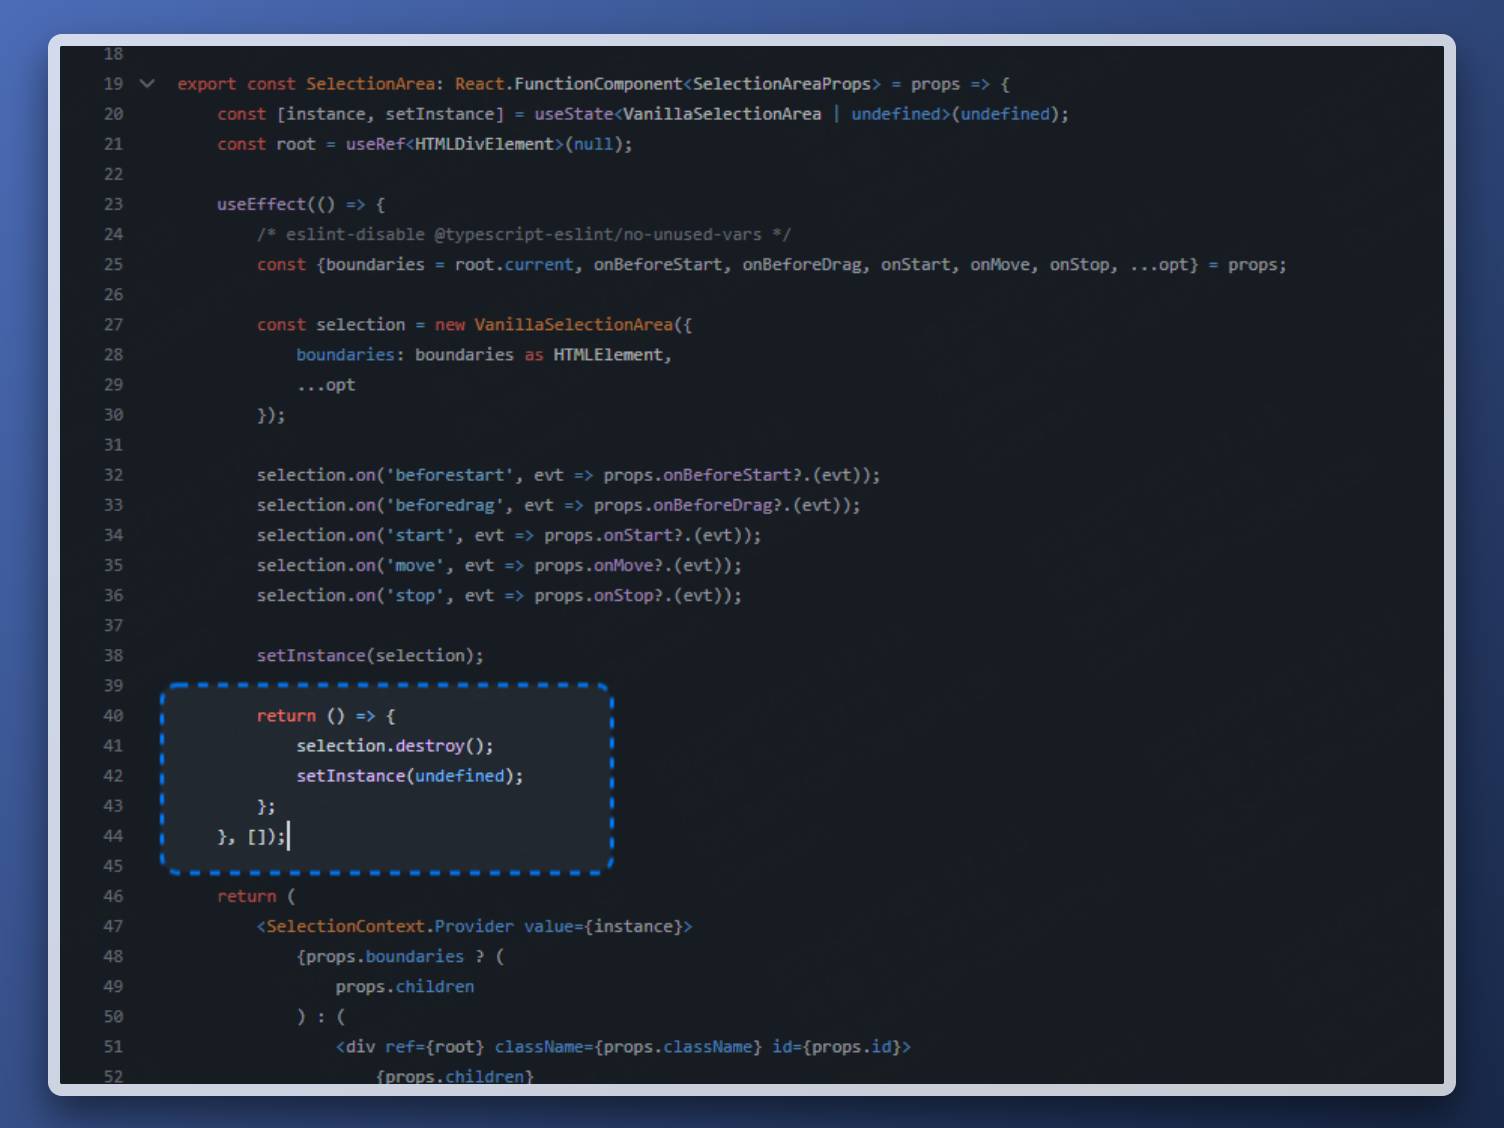 18
19 export const SelectionArea: React.FunctionComponent<SelectionAreaProps> = props => {
20     const [instance, setInstance] = useState<VanillaSelectionArea | undefined>(undefined);
21     const root = useRef<HTMLDivElement>(null);
22
23     useEffect(() => {
24         /* eslint-disable @typescript-eslint/no-unused-vars */
25         const {boundaries = root.current, onBeforeStart, onBeforeDrag, onStart, onMove, onStop, ...opt} = props;
26
27         const selection = new VanillaSelectionArea({
28             boundaries: boundaries as HTMLElement,
29             ...opt
30         });
31
32         selection.on('beforestart', evt => props.onBeforeStart?.(evt));
33         selection.on('beforedrag', evt => props.onBeforeDrag?.(evt));
34         selection.on('start', evt => props.onStart?.(evt));
35         selection.on('move', evt => props.onMove?.(evt));
36         selection.on('stop', evt => props.onStop?.(evt));
37
38         setInstance(selection);
39
40         return () => {
41             selection.destroy();
42             setInstance(undefined);
43         };
44     }, []);
45
46     return (
47         <SelectionContext.Provider value={instance}>
48             {props.boundaries ? (
49                 props.children
50             ) : (
51                 <div ref={root} className={props.className} id={props.id}>
52                     {props.children}